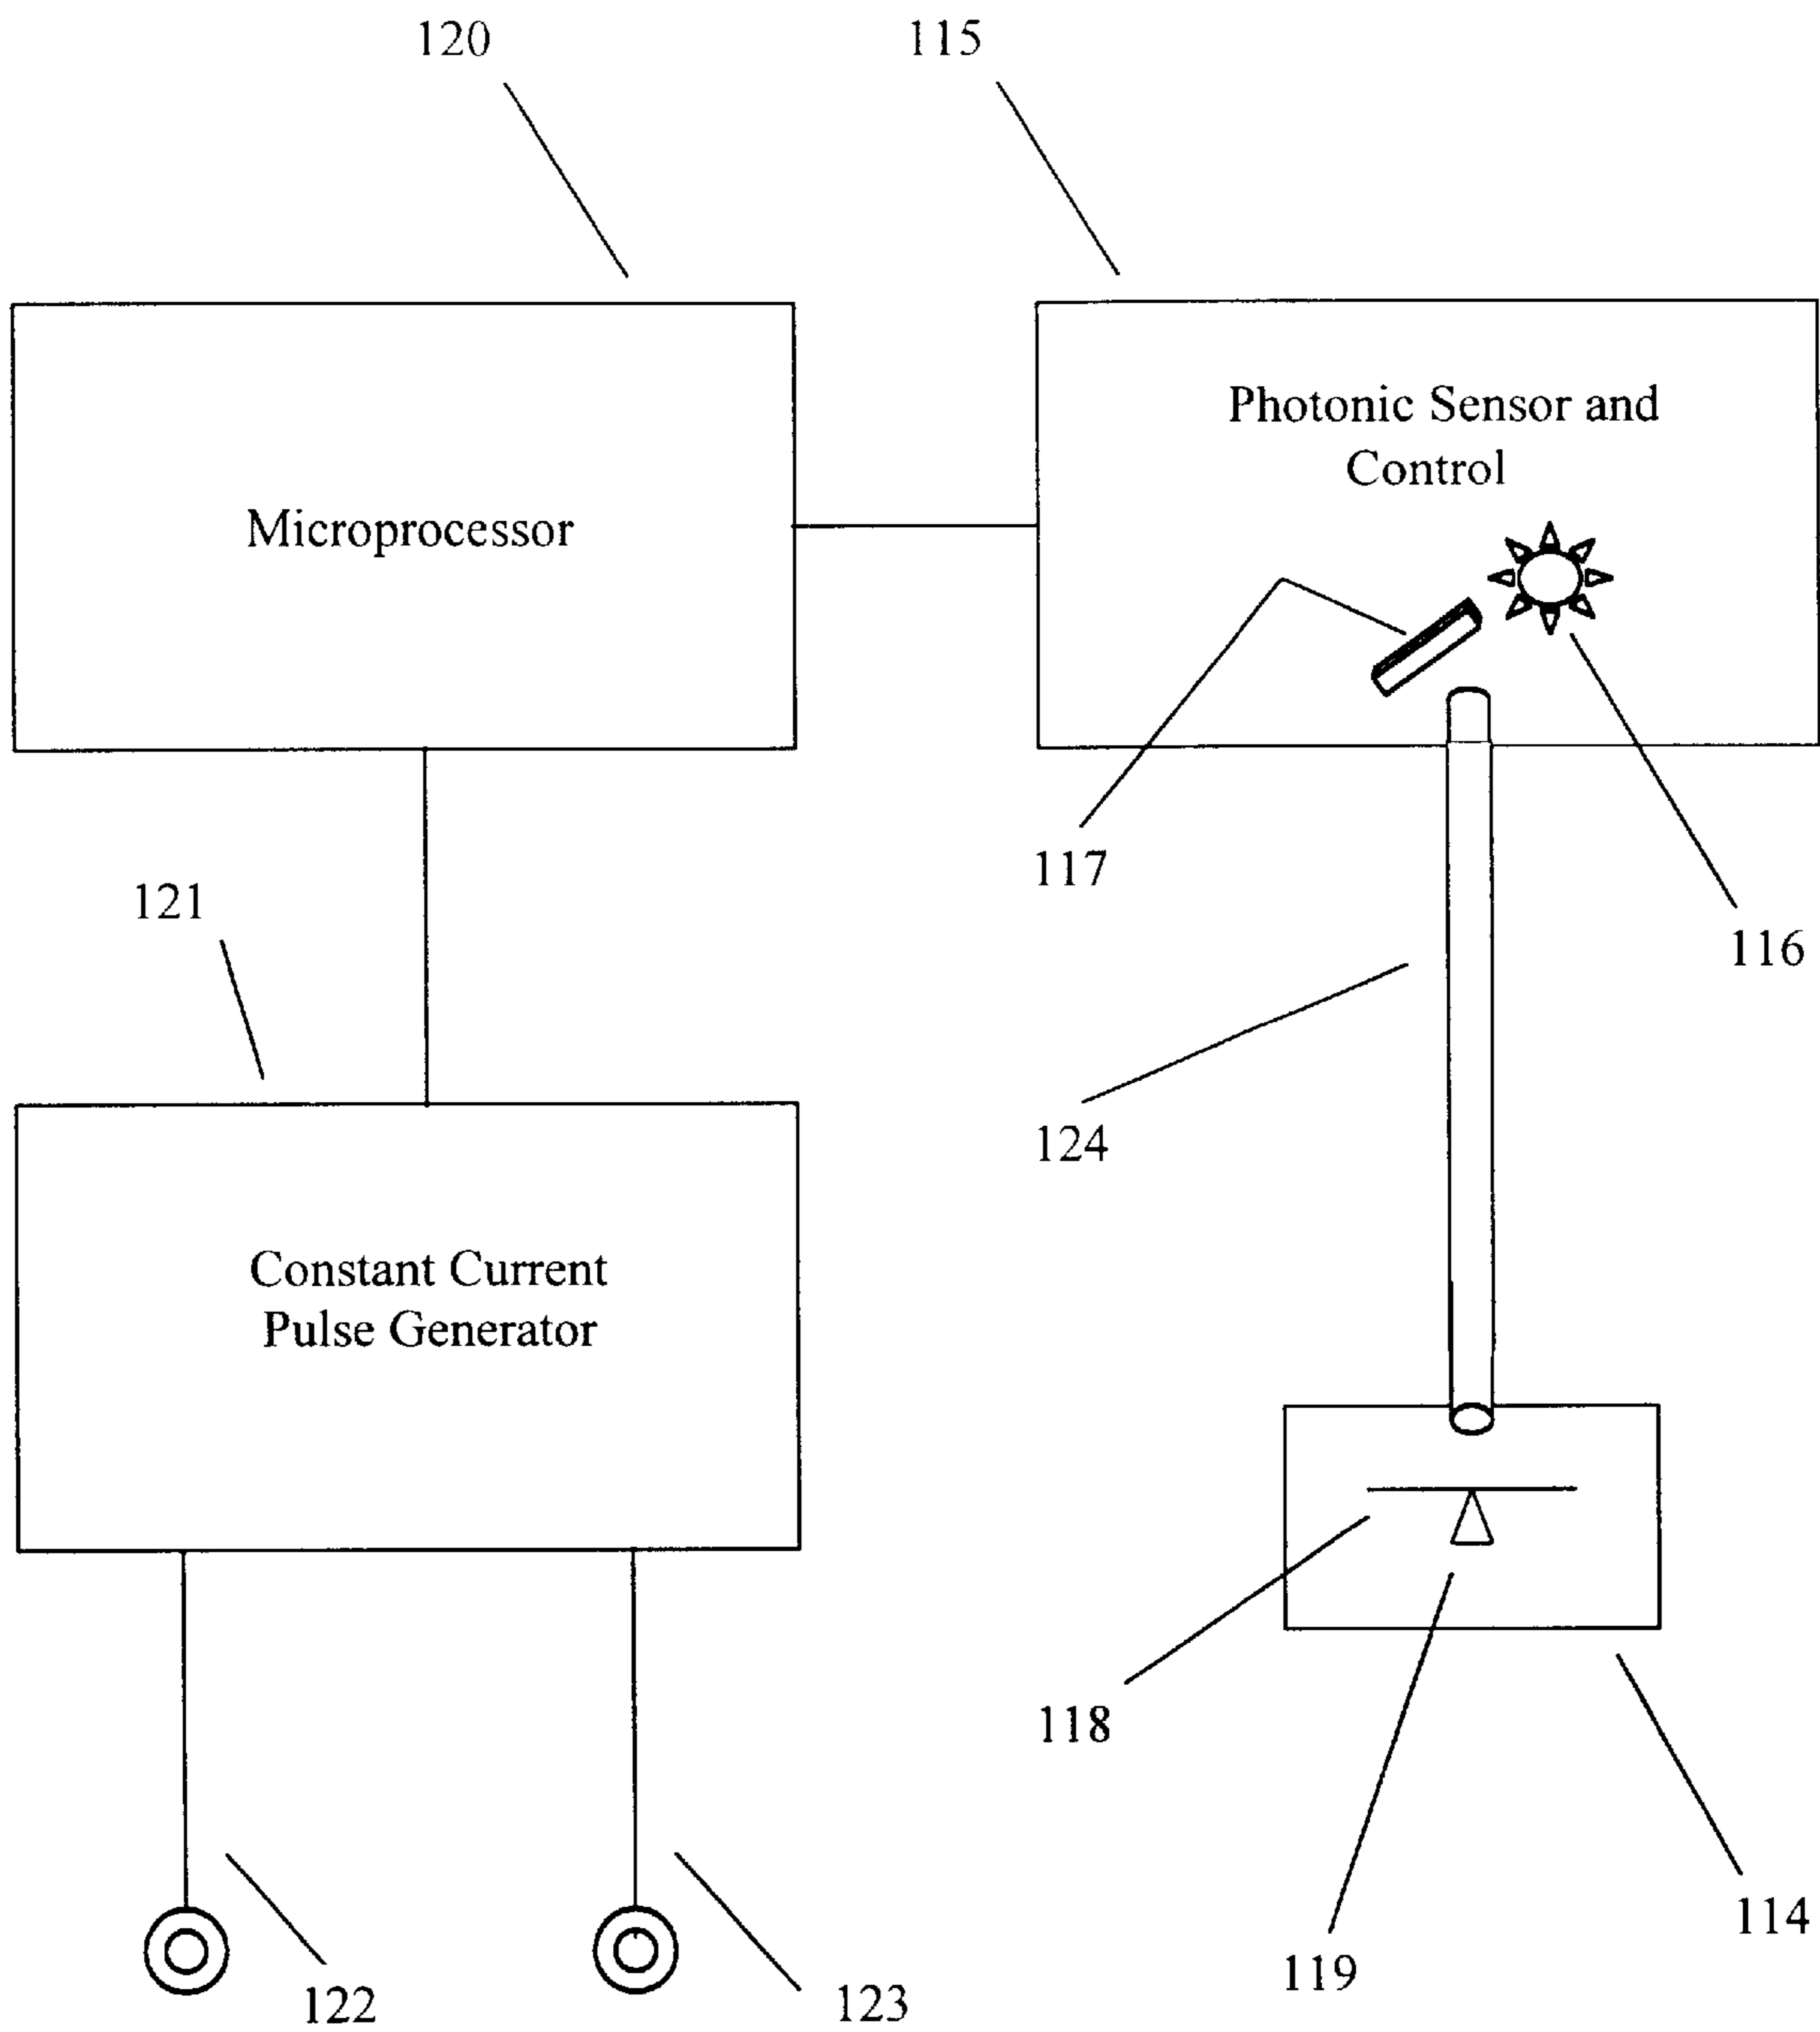 120
115
Photonic Sensor and
Control
Microprocessor
117
121
116
124
Constant Current
Pulse Generator
118
114
119
122
123